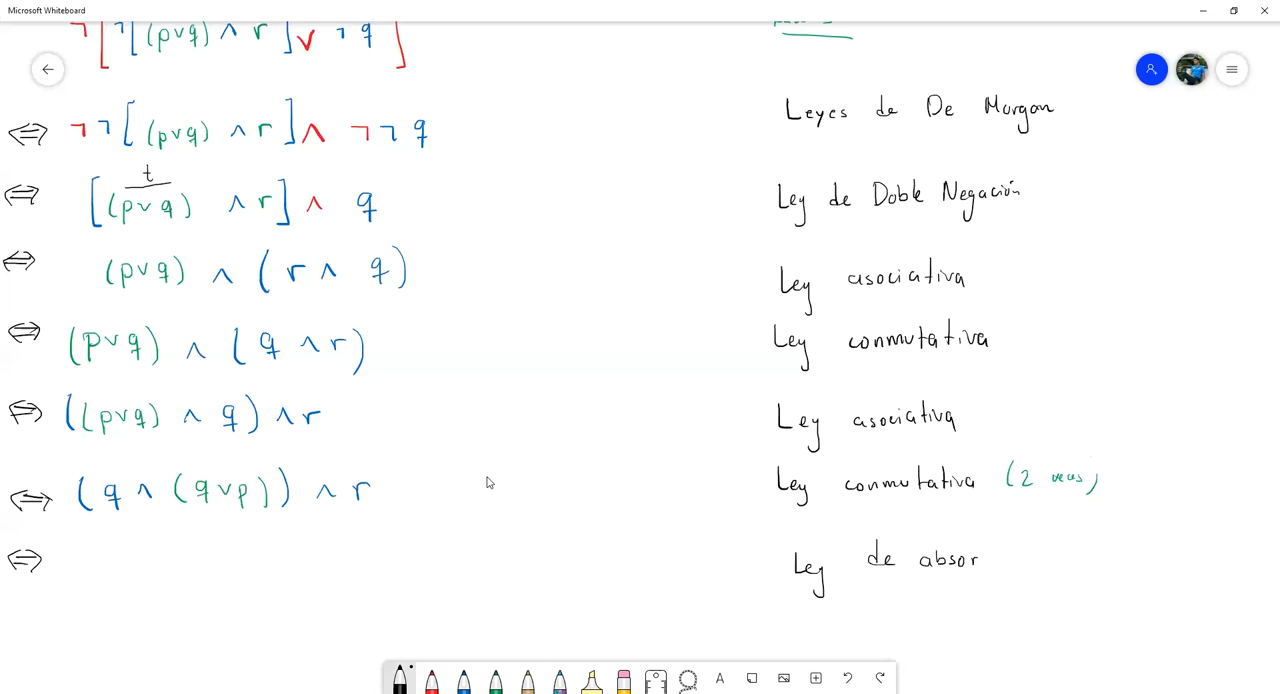 Microsoft Whiteboard
¬[¬[(p∨q) ∧ r] ∨ ¬q]
⇔ ¬¬[(p∨q) ∧ r] ∧ ¬¬q Leyes de De Morgan
t
⇔ [(p∨q) ∧ r] ∧ q Ley de Doble Negación
⇔ (p∨q) ∧ (r ∧ q) Ley asociativa
⇔ (p∨q) ∧ (q ∧ r) Ley conmutativa
⇔ ((p∨q) ∧ q) ∧ r Ley asociativa
⇔ (q ∧ (q∨p)) ∧ r Ley conmutativa (2 veces)
⇔ Ley de absor
A